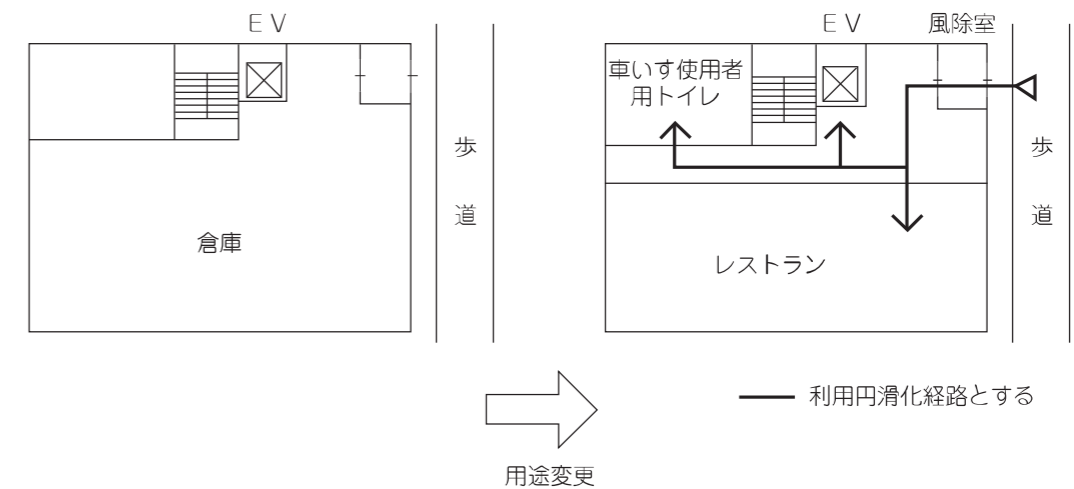 ＥＶ
倉庫
歩
道
ＥＶ
風除室
車いす使用者
用トイレ
レストラン
歩
道
用途変更
利用円滑化経路とする